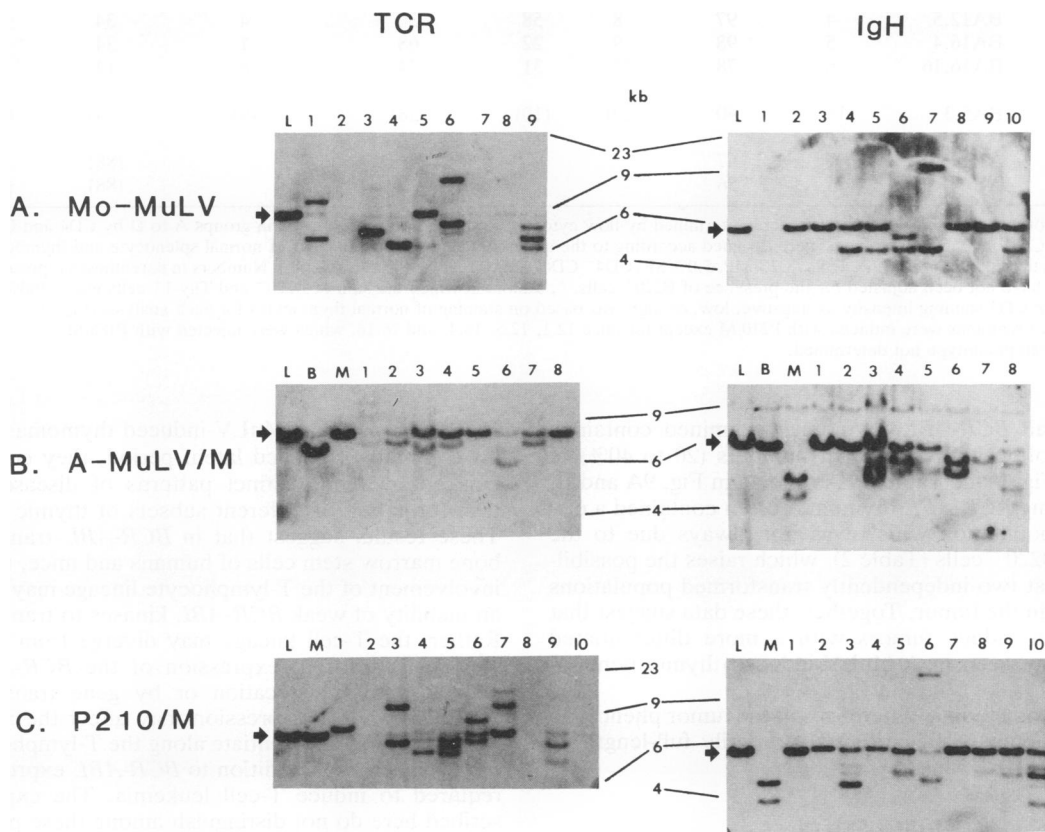 TCR IgH
kb
L 1 2 3 4 5 6 7 8 9
L 1 2 3 4 5 6 7 8 9 10
23
9
A. Mo-MuLV
6
4
L B M 1 2 3 4 5 6 7 8
L B M 1 2 3 4 5 6 7 8
9
B. A-MuLV/M
6
4
L M 1 2 3 4 5 6 7 8 9 10
L M 1 2 3 4 5 6 7 8 9 10
23
9
C. P210/M
6
4